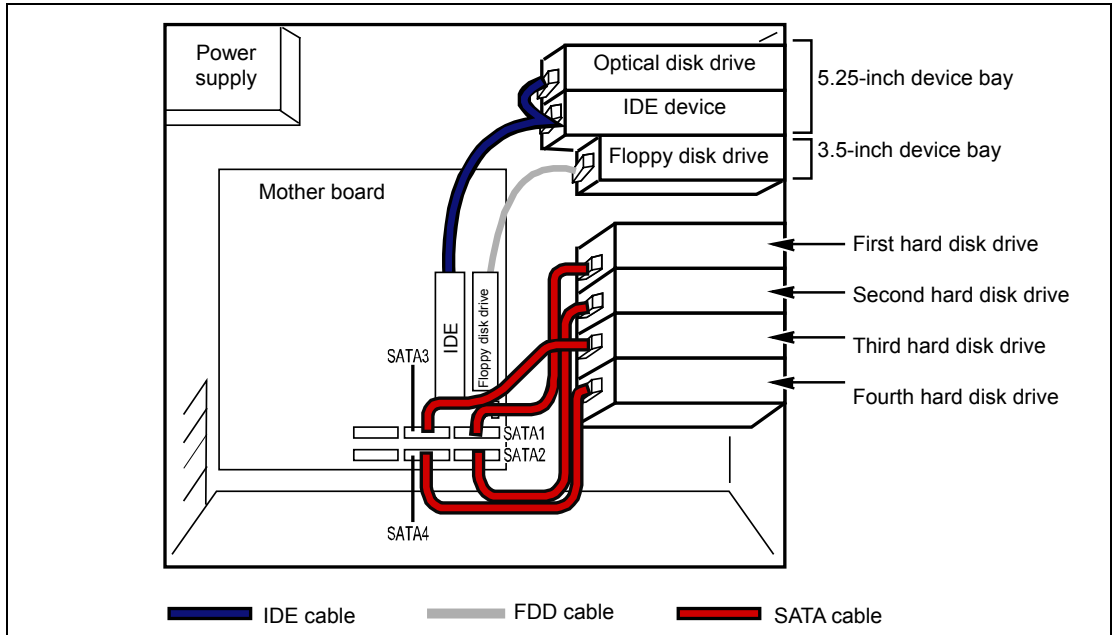 Power
supply
Optical disk drive
IDE device
5.25-inch device bay
Floppy disk drive
3.5-inch device bay
Mother board
First hard disk drive
Second hard disk drive
Third hard disk drive
Fourth hard disk drive
IDE
Floppy disk drive
SATA3
SATA1
SATA2
SATA4
IDE cable
FDD cable
SATA cable